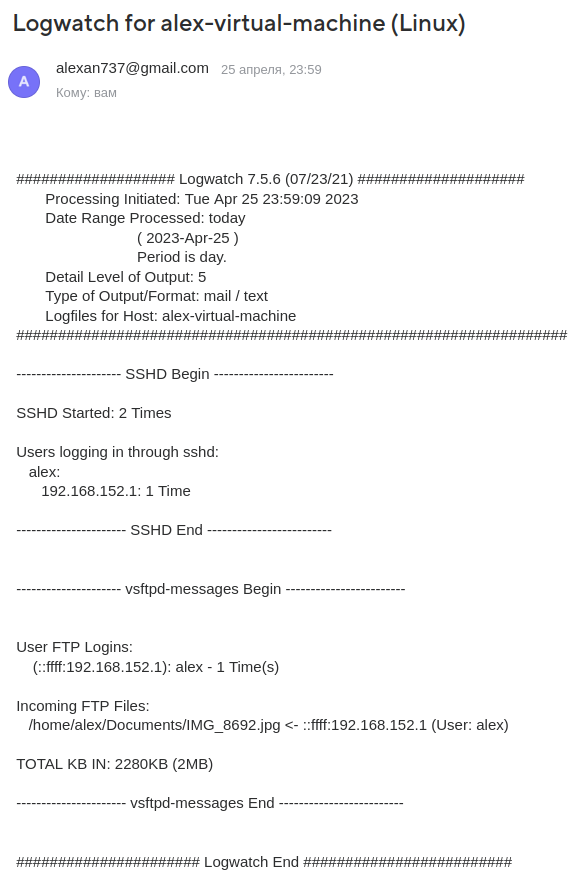 Logwatch for alex-virtual-machine (Linux)
A
alexan737@gmail.com 25 апреля, 23:59
Кому: вам
################### Logwatch 7.5.6 (07/23/21) ####################
Processing Initiated: Tue Apr 25 23:59:09 2023
Date Range Processed: today
( 2023-Apr-25 )
Period is day.
Detail Level of Output: 5
Type of Output/Format: mail / text
Logfiles for Host: alex-virtual-machine
##################################################################
--------------------- SSHD Begin ------------------------
SSHD Started: 2 Times
Users logging in through sshd:
alex:
192.168.152.1: 1 Time
---------------------- SSHD End -------------------------
--------------------- vsftpd-messages Begin ------------------------
User FTP Logins:
(::ffff:192.168.152.1): alex - 1 Time(s)
Incoming FTP Files:
/home/alex/Documents/IMG_8692.jpg <- ::ffff:192.168.152.1 (User: alex)
TOTAL KB IN: 2280KB (2MB)
---------------------- vsftpd-messages End -------------------------
###################### Logwatch End #########################